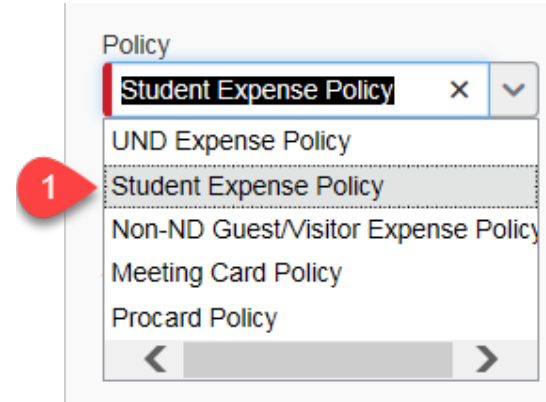 Policy
Student Expense Policy
UND Expense Policy
1
Student Expense Policy
Non-ND Guest/Visitor Expense Policy
Meeting Card Policy
Procard Policy